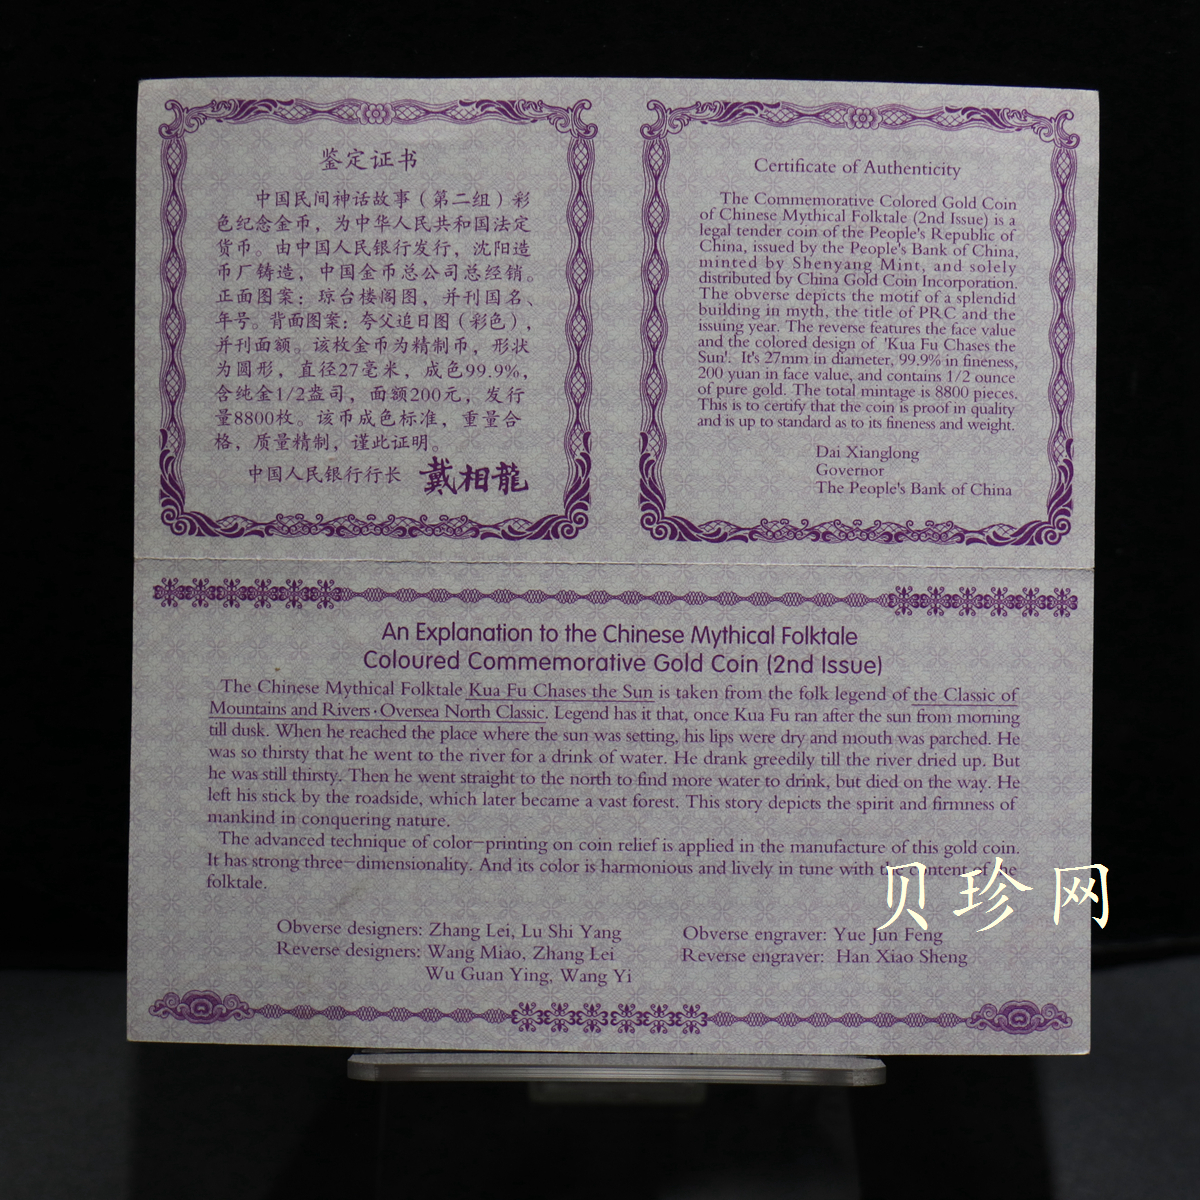 鉴定证书
中国民间神话故事（第二组）彩
色纪念金币，为中华人民共和国法定
货币。由中国人民银行发行，沈阳造
币厂铸造，中国金币总公司总经销。
正面图案：琼台楼阁图，并刊国名、
年号。背面图案：夸父追日图（彩色），
并刊面额。该枚金币为精制币，形状
为圆形，直径27毫米，成色99.9%，
含纯金1/2盎司，面额200元，发行
量8800枚。该币成色标准，重量合
格，质量精制，谨此证明。
中国人民银行行长 戴相龍
Certificate of Authenticity
The Commemorative Colored Gold Coin
of Chinese Mythical Folktale (2nd Issue) is a
legal tender coin of the People's Republic of
China, issued by the People's Bank of China,
minted by Shenyang Mint, and solely
distributed by China Gold Coin Incorporation.
The obverse depicts the motif of a splendid
building in myth, the title of PRC and the
issuing year. The reverse features the face value
and the colored design of 'Kua Fu Chases the
Sun'. It's 27mm in diameter, 99.9% in fineness,
200 yuan in face value, and contains 1/2 ounce
of pure gold. The total mintage is 8800 pieces.
This is to certify that the coin is proof in quality
and is up to standard as to its fineness and weight.
Dai Xianglong
Governor
The People's Bank of China
An Explanation to the Chinese Mythical Folktale
Coloured Commemorative Gold Coin (2nd Issue)
The Chinese Mythical Folktale Kua Fu Chases the Sun is taken from the folk legend of the Classic of
Mountains and Rivers·Oversea North Classic. Legend has it that, once Kua Fu ran after the sun from morning
till dusk. When he reached the place where the sun was setting, his lips were dry and mouth was parched. He
was so thirsty that he went to the river for a drink of water. He drank greedily till the river dried up. But
he was still thirsty. Then he went straight to the north to find more water to drink, but died on the way. He
left his stick by the roadside, which later became a vast forest. This story depicts the spirit and firmness of
mankind in conquering nature.
The advanced technique of color-printing on coin relief is applied in the manufacture of this gold coin.
It has strong three-dimensionality. And its color is harmonious and lively in tune with the content of the
folktale.
贝珍网
Obverse designers: Zhang Lei, Lu Shi Yang
Reverse designers: Wang Miao, Zhang Lei
Wu Guan Ying, Wang Yi
Obverse engraver: Yue Jun Feng
Reverse engraver: Han Xiao Sheng